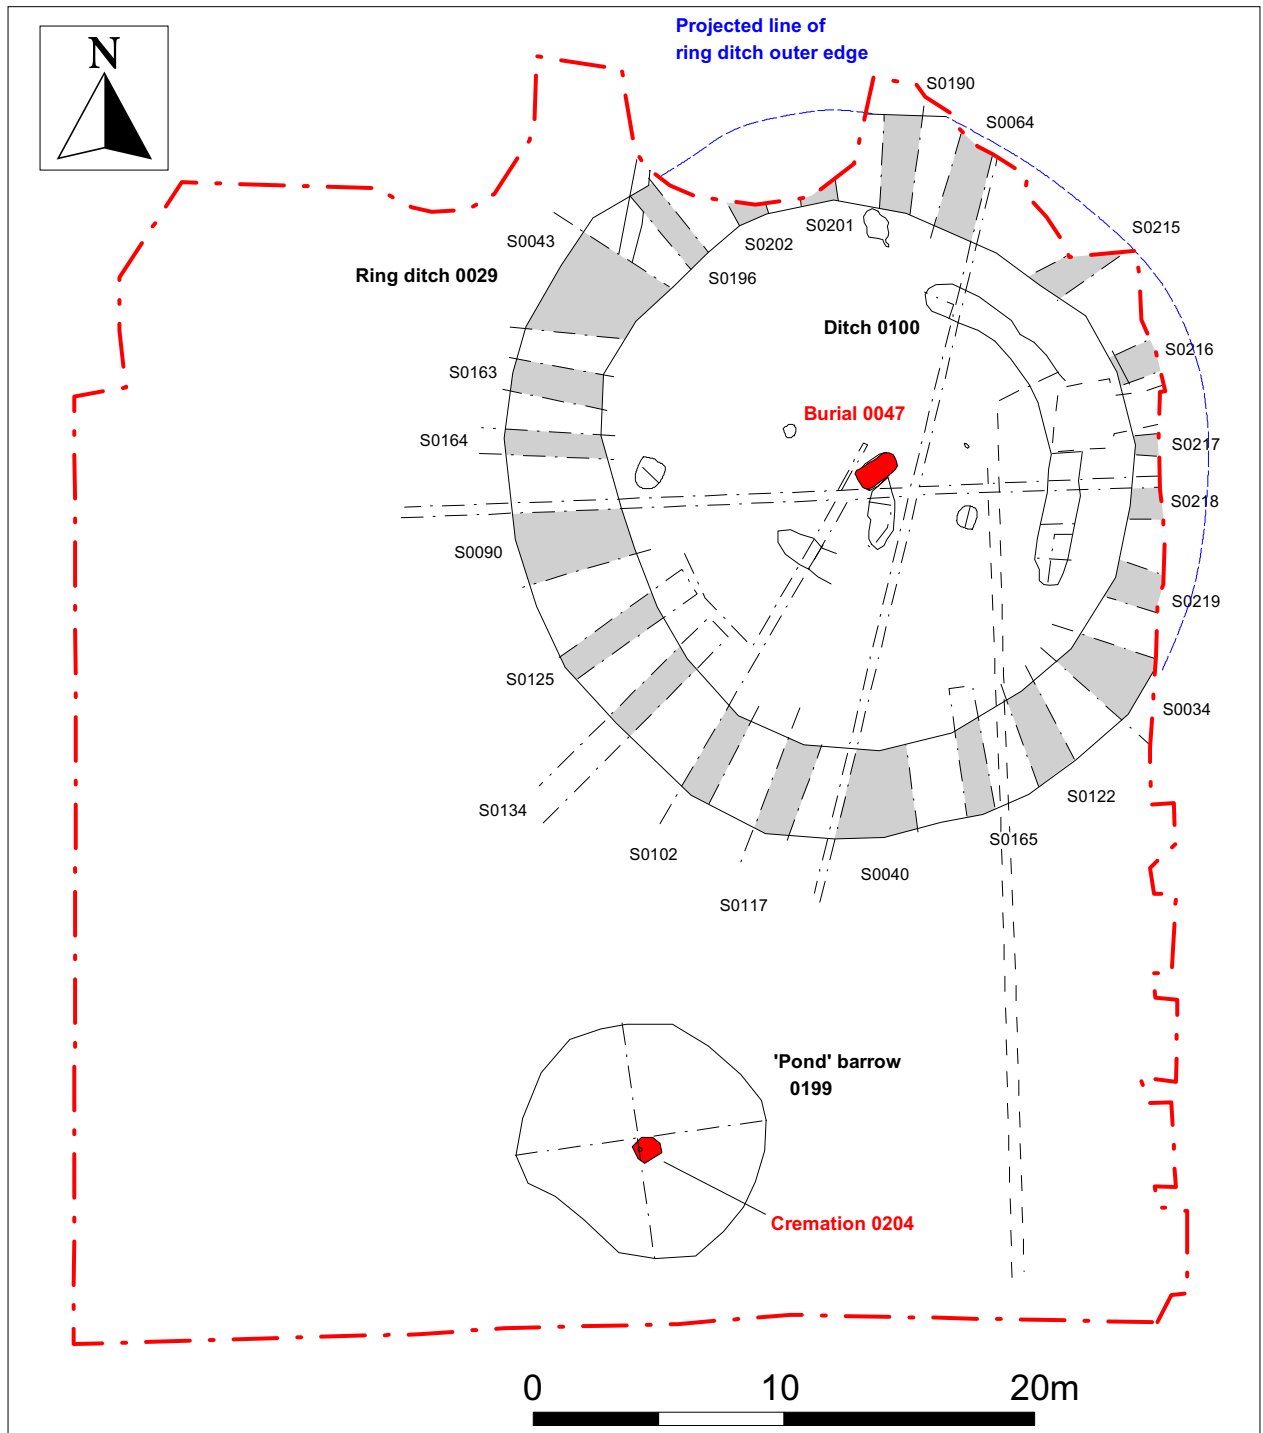 Projected line of
ring ditch outer edge
N
S0190
S0064
S0215
S0043
S0201
S0202
S0196
Ring ditch 0029
Ditch 0100
S0216
S0163
Burial 0047
S0164
S0217
S0218
S0090
S0219
S0125
S0034
S0134
S0122
S0165
S0102
S0040
S0117
'Pond' barrow
0199
Cremation 0204
0 10 20m